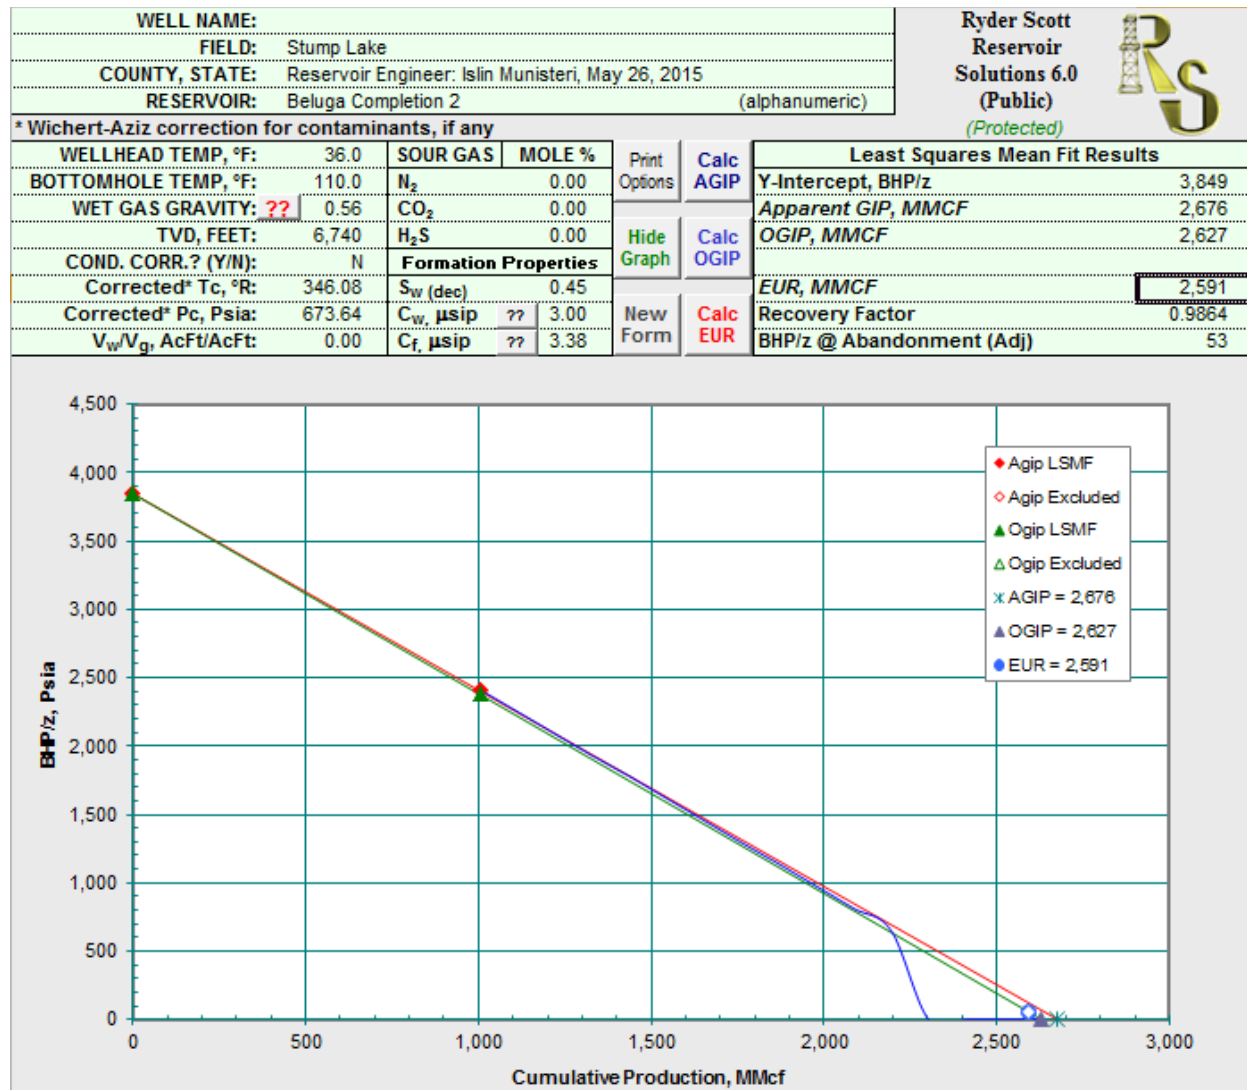 WELL NAME:
FIELD: Stump Lake
COUNTY, STATE: Reservoir Engineer: Islin Munisteri, May 26, 2015
RESERVOIR: Beluga Completion 2 (alphanumeric)
Ryder Scott
Reservoir
Solutions 6.0
(Public)
(Protected)
RS
* Wichert-Aziz correction for contaminants, if any
WELLHEAD TEMP, ºF: 36.0
BOTTOMHOLE TEMP, ºF: 110.0
WET GAS GRAVITY: ?? 0.56
TVD, FEET: 6,740
COND. CORR.? (Y/N): N
Corrected* Tc, ºR: 346.08
Corrected* Pc, Psia: 673.64
Vw/Vg, AcFt/AcFt: 0.00
SOUR GAS MOLE %
N2 0.00
CO2 0.00
H2S 0.00
Formation Properties
Sw (dec) 0.45
Cw, µsip ?? 3.00
Cf, µsip ?? 3.38
Print
Options
Calc
AGIP
Hide
Graph
Calc
OGIP
New
Form
Calc
EUR
Least Squares Mean Fit Results
Y-Intercept, BHP/z 3,849
Apparent GIP, MMCF 2,676
OGIP, MMCF 2,627
EUR, MMCF 2,591
Recovery Factor 0.9864
BHP/z @ Abandonment (Adj) 53
4,500
4,000
3,500
3,000
2,500
2,000
1,500
1,000
500
0
BHP/z, Psia
Agip LSMF
Agip Excluded
Ogip LSMF
Ogip Excluded
AGIP = 2,676
OGIP = 2,627
EUR = 2,591
0 500 1,000 1,500 2,000 2,500 3,000
Cumulative Production, MMcf